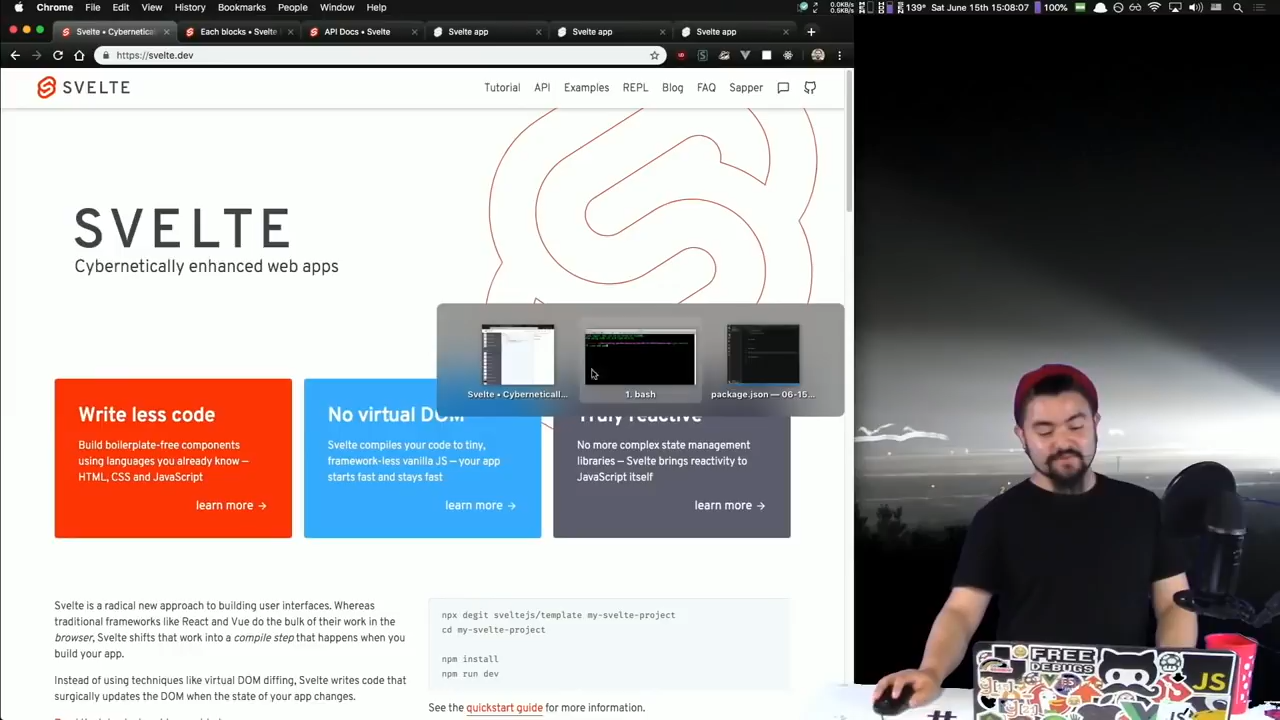 Chrome File Edit View History Bookmarks People Window Help
0.0KB/s
0.5KB/s
139° Sat June 15th 15:08:07 100%
Svelte • Cybernetical
Each blocks • Svelte
API Docs • Svelte
Svelte app
Svelte app
Svelte app
https://svelte.dev
SVELTE
Tutorial API Examples REPL Blog FAQ Sapper
SVELTE
Cybernetically enhanced web apps
Svelte • Cyberneticall...
1. bash
package.json — 06-15...
Write less code
Build boilerplate-free components
using languages you already know —
HTML, CSS and JavaScript
learn more →
No virtual DOM
Svelte compiles your code to tiny,
framework-less vanilla JS — your app
starts fast and stays fast
learn more →
Truly reactive
No more complex state management
libraries — Svelte brings reactivity to
JavaScript itself
learn more →
Svelte is a radical new approach to building user interfaces. Whereas
traditional frameworks like React and Vue do the bulk of their work in the
browser, Svelte shifts that work into a compile step that happens when you
build your app.
Instead of using techniques like virtual DOM diffing, Svelte writes code that
surgically updates the DOM when the state of your app changes.
npx degit sveltejs/template my-svelte-project
cd my-svelte-project
npm install
npm run dev
See the quickstart guide for more information.
FREE
DEBUGS
JS